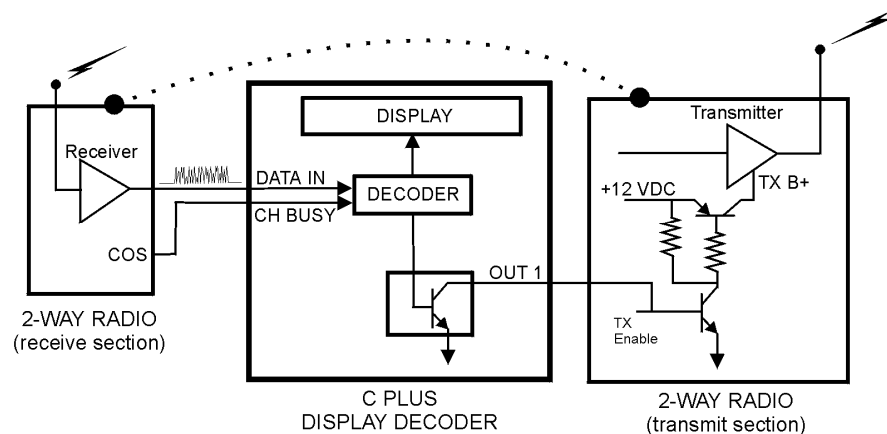 Receiver
COS
2-WAY RADIO
(receive section)
DISPLAY
DATA IN
DECODER
CH BUSY
OUT 1
C PLUS
DISPLAY DECODER
Transmitter
TX B+
+12 VDC
TX
Enable
2-WAY RADIO
(transmit section)